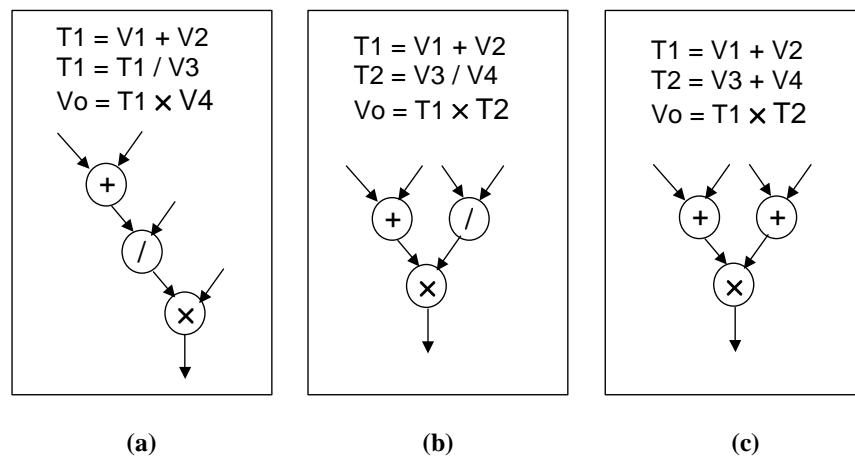 T1 = V1 + V2
T1 = T1 / V3
Vo = T1 × V4
+
/
×
(a)
T1 = V1 + V2
T2 = V3 / V4
Vo = T1 × T2
+ /
×
(b)
T1 = V1 + V2
T2 = V3 + V4
Vo = T1 × T2
+ +
×
(c)